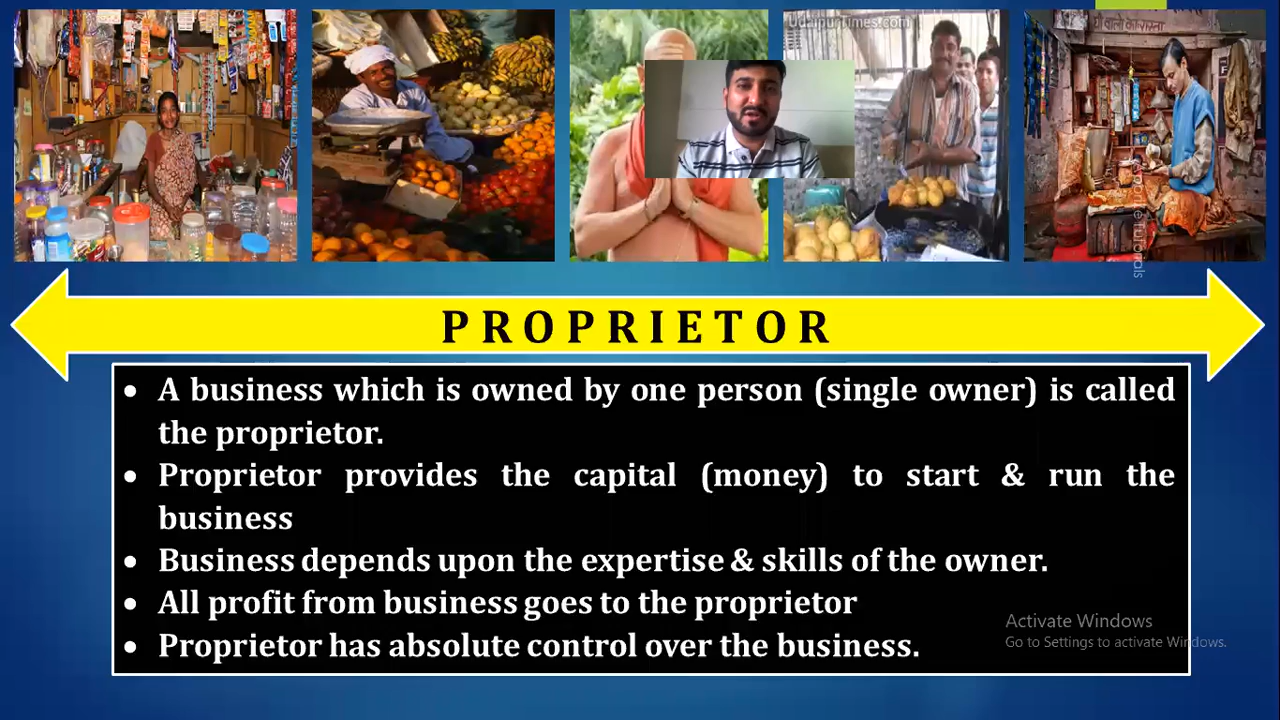 UdaipurTimes.com
P R O P R I E T O R
• A business which is owned by one person (single owner) is called
the proprietor.
• Proprietor provides the capital (money) to start & run the
business
• Business depends upon the expertise & skills of the owner.
• All profit from business goes to the proprietor
• Proprietor has absolute control over the business.
Activate Windows
Go to Settings to activate Windows.